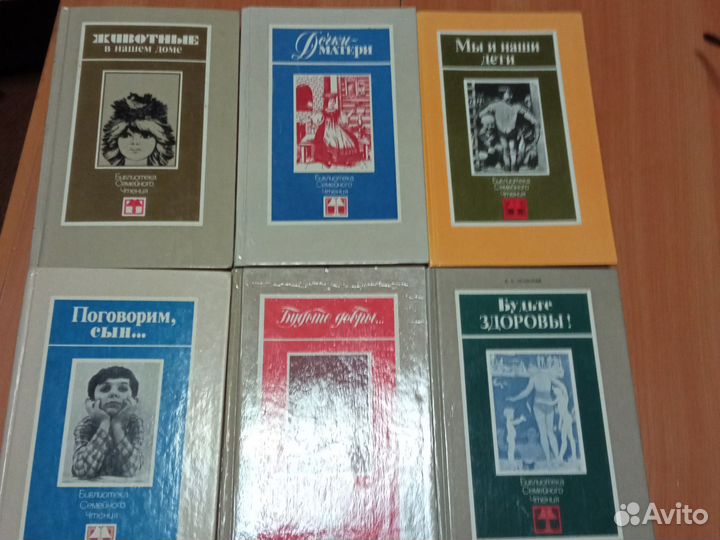 ЖИВОТНЫЕ
в нашем доме
Библиотека
Семейного
Чтения
Дочки-
МАТЕРИ
Библиотека
Семейного
Чтения
Мы и наши
дети
Библиотека
Семейного
Чтения
Поговорим,
сын...
Библиотека
Семейного
Чтения
Будьте добры...
Будьте
ЗДОРОВЫ!
Библиотека
Семейного
Чтения
Avito